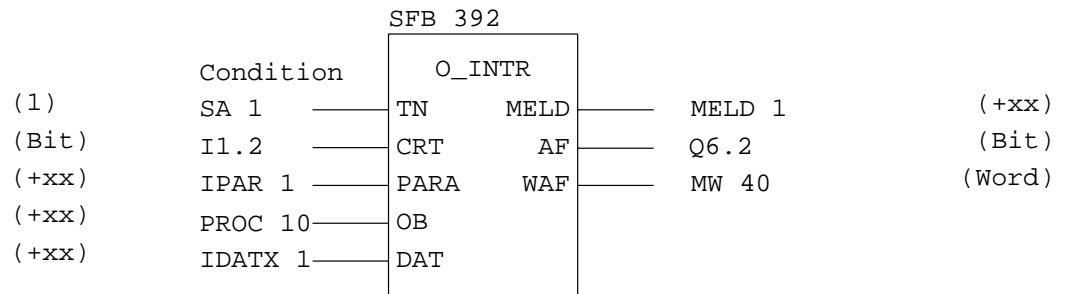 SFB 392
Condition O_INTR
(1) SA 1 TN MELD MELD 1 (+xx)
(Bit) I1.2 CRT AF Q6.2 (Bit)
(+xx) IPAR 1 PARA WAF MW 40 (Word)
(+xx) PROC 10 OB
(+xx) IDATX 1 DAT